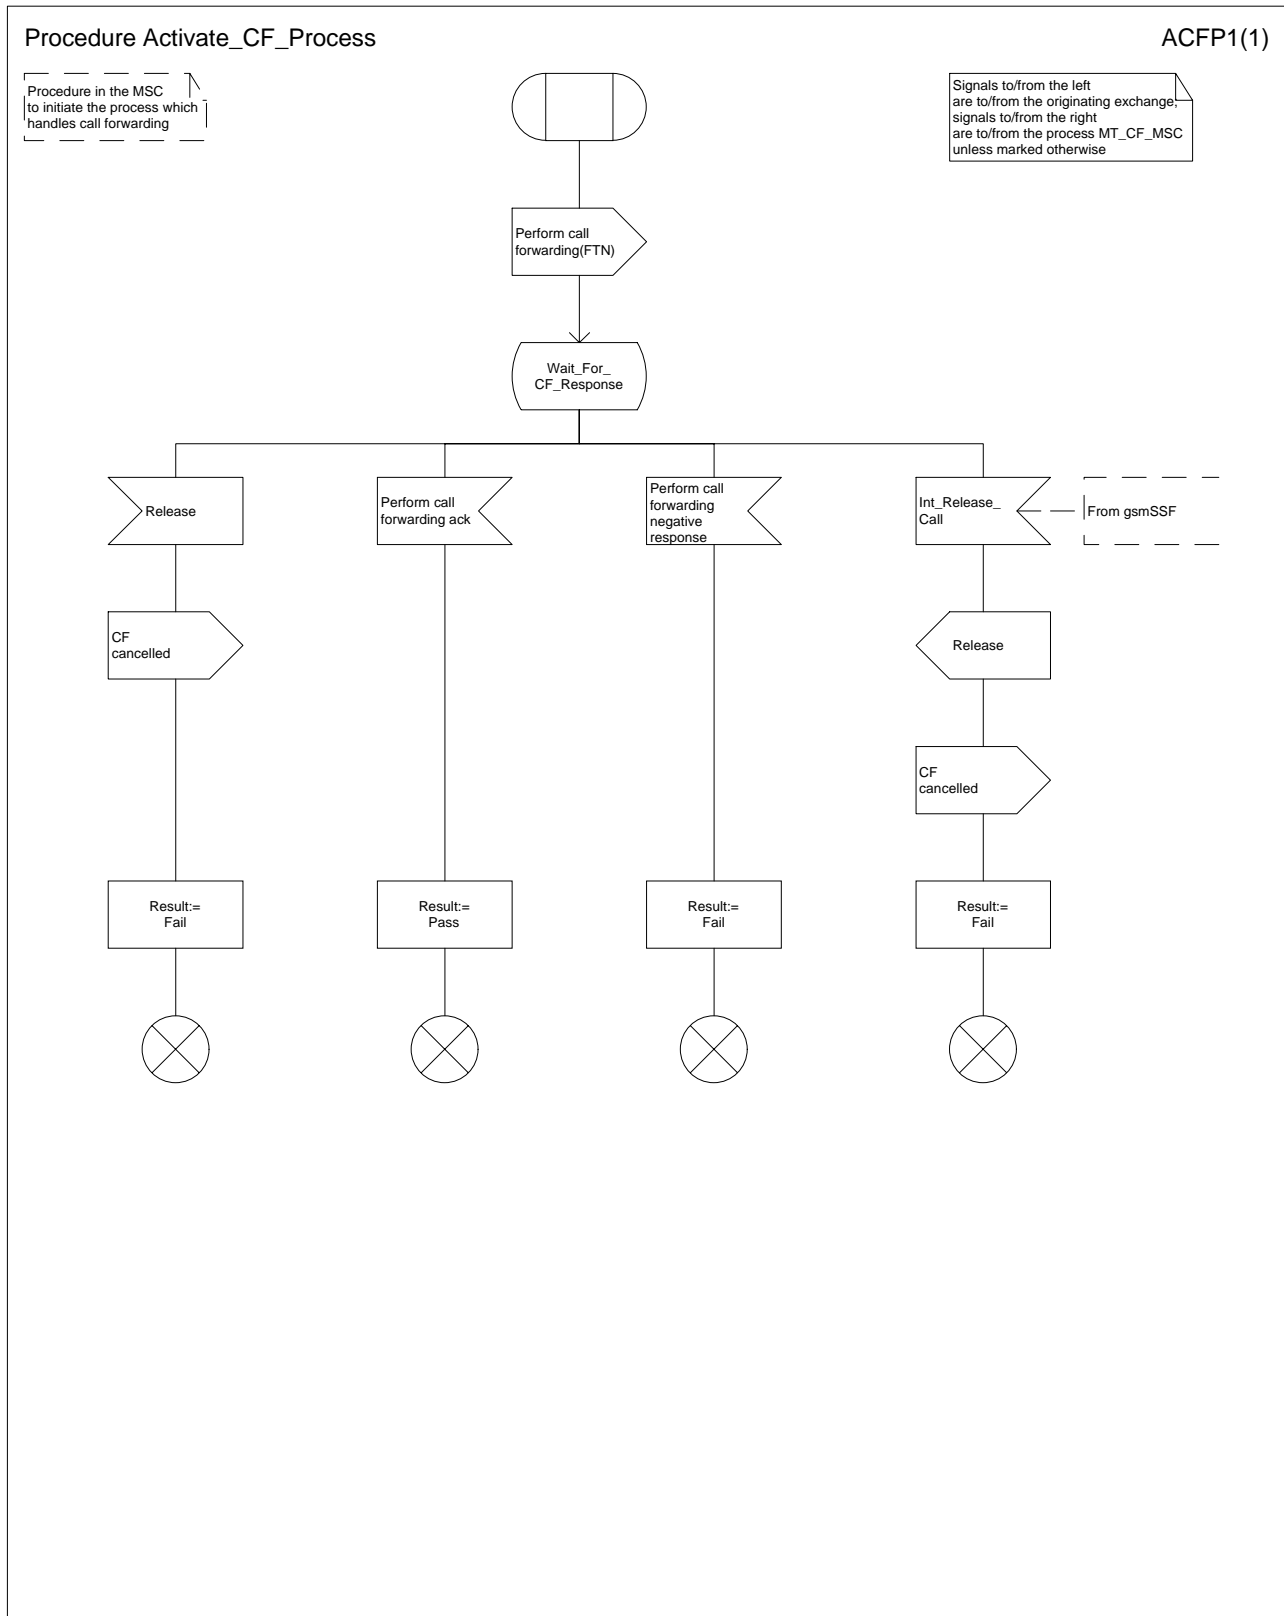 Procedure Activate_CF_Process
ACFP1(1)
Procedure in the MSC
to initiate the process which
handles call forwarding
Signals to/from the left
are to/from the originating exchange;
signals to/from the right
are to/from the process MT_CF_MSC
unless marked otherwise
Perform call
forwarding(FTN)
Wait_For_
CF_Response
Release
Perform call
forwarding ack
Perform call
forwarding
negative
response
Int_Release_
Call
From gsmSSF
CF
cancelled
Release
CF
cancelled
Result:=
Fail
Result:=
Pass
Result:=
Fail
Result:=
Fail